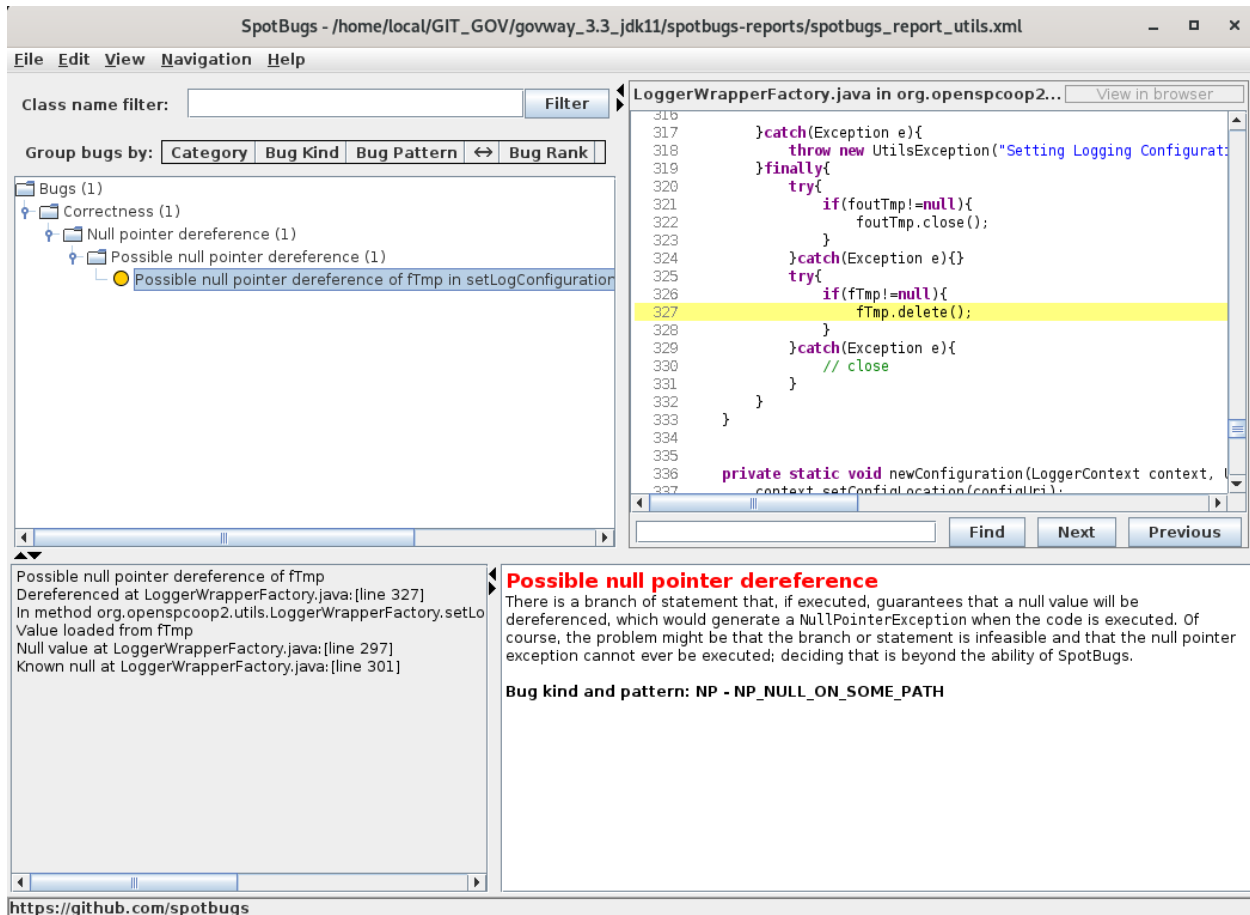 SpotBugs - /home/local/GIT_GOV/govway_3.3_jdk11/spotbugs-reports/spotbugs_report_utils.xml
File Edit View Navigation Help
Class name filter: Filter
Group bugs by: Category Bug Kind Bug Pattern ↔ Bug Rank
Bugs (1)
Correctness (1)
Null pointer dereference (1)
Possible null pointer dereference (1)
Possible null pointer dereference of fTmp in setLogConfiguration
LoggerWrapperFactory.java in org.openspcoop2... View in browser
316
317 }catch(Exception e){
318 throw new UtilsException("Setting Logging Configurati
319 }finally{
320 try{
321 if(foutTmp!=null){
322 foutTmp.close();
323 }
324 }catch(Exception e){}
325 try{
326 if(fTmp!=null){
327 fTmp.delete();
328 }
329 }catch(Exception e){
330 // close
331 }
332 }
333 }
334
335
336 private static void newConfiguration(LoggerContext context, U
337 context.setConfigLocation(configUri);
Find Next Previous
Possible null pointer dereference of fTmp
Dereferenced at LoggerWrapperFactory.java:[line 327]
In method org.openspcoop2.utils.LoggerWrapperFactory.setLo
Value loaded from fTmp
Null value at LoggerWrapperFactory.java:[line 297]
Known null at LoggerWrapperFactory.java:[line 301]
Possible null pointer dereference
There is a branch of statement that, if executed, guarantees that a null value will be
dereferenced, which would generate a NullPointerException when the code is executed. Of
course, the problem might be that the branch or statement is infeasible and that the null pointer
exception cannot ever be executed; deciding that is beyond the ability of SpotBugs.
Bug kind and pattern: NP - NP_NULL_ON_SOME_PATH
https://github.com/spotbugs